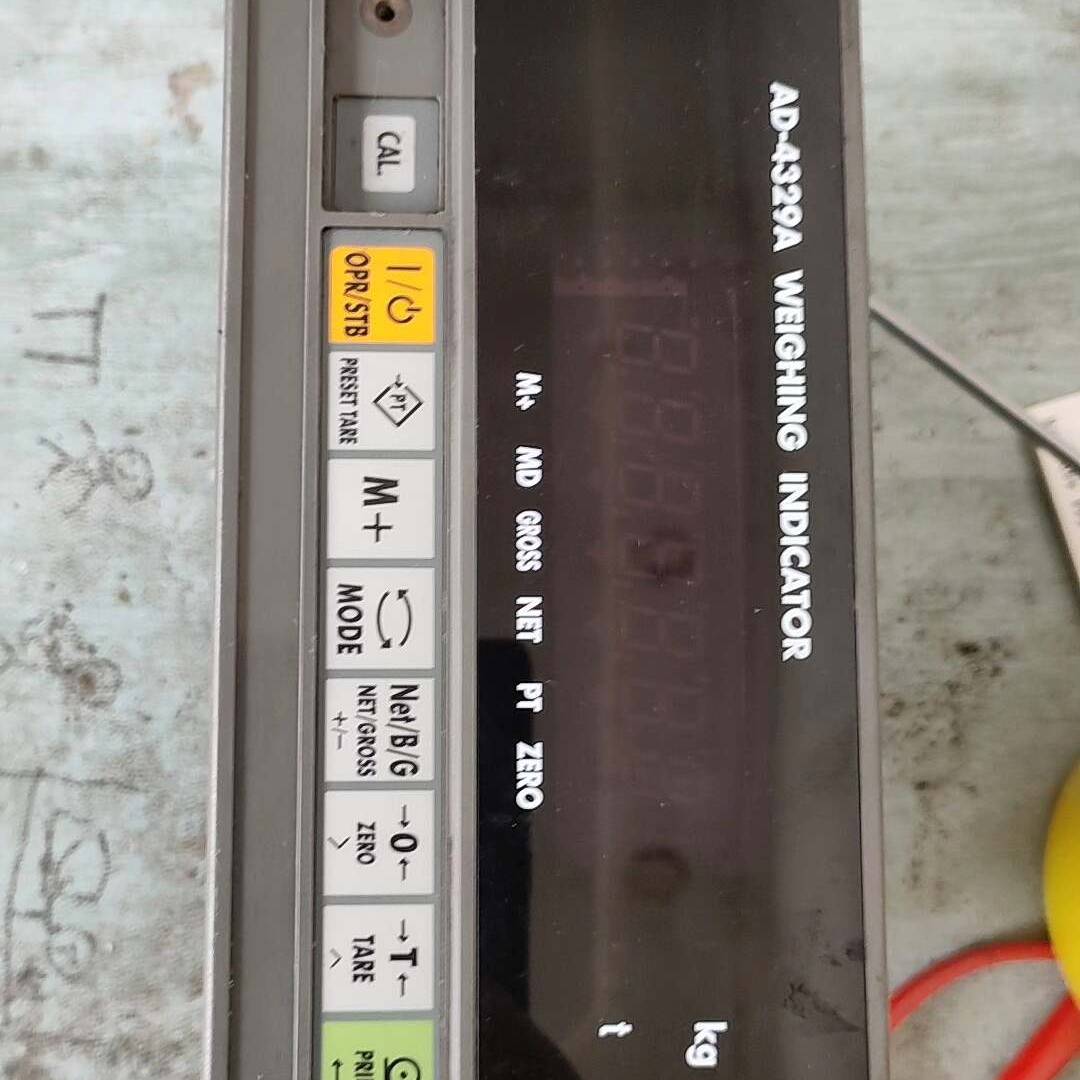 AD-4329A WEIGHING INDICATOR
kg
t
M+ MD GROSS NET PT ZERO
CAL.
I/⏻
OPR/STB
→PT
PRESET TARE
M+
MODE
Net/B/G
NET/GROSS
+/−
→0←
ZERO
→T←
TARE